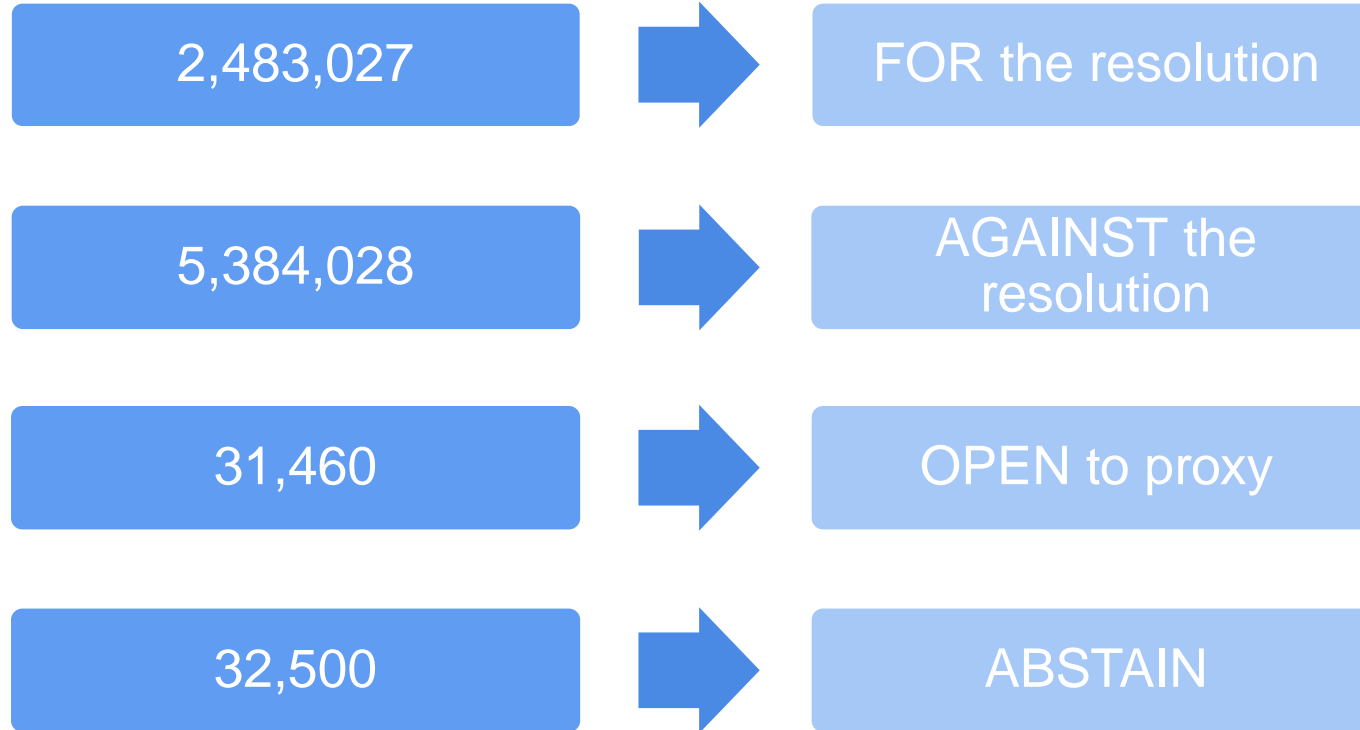 2,483,027
FOR the resolution
5,384,028
AGAINST the
resolution
31,460
OPEN to proxy
32,500
ABSTAIN